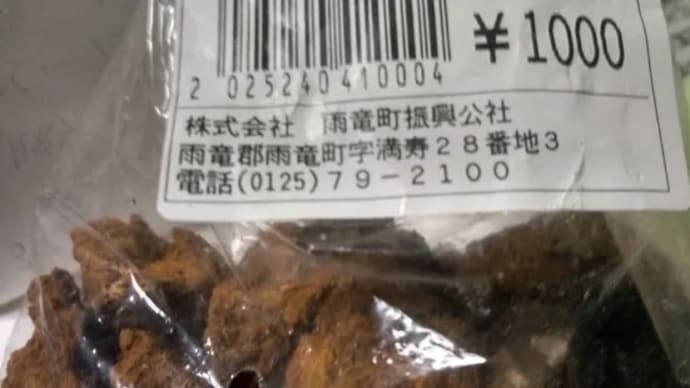 ¥1000
2 025240 410004
株式会社　雨竜町振興公社
雨竜郡雨竜町字満寿２８番地３
電話(0125)７９－２１００